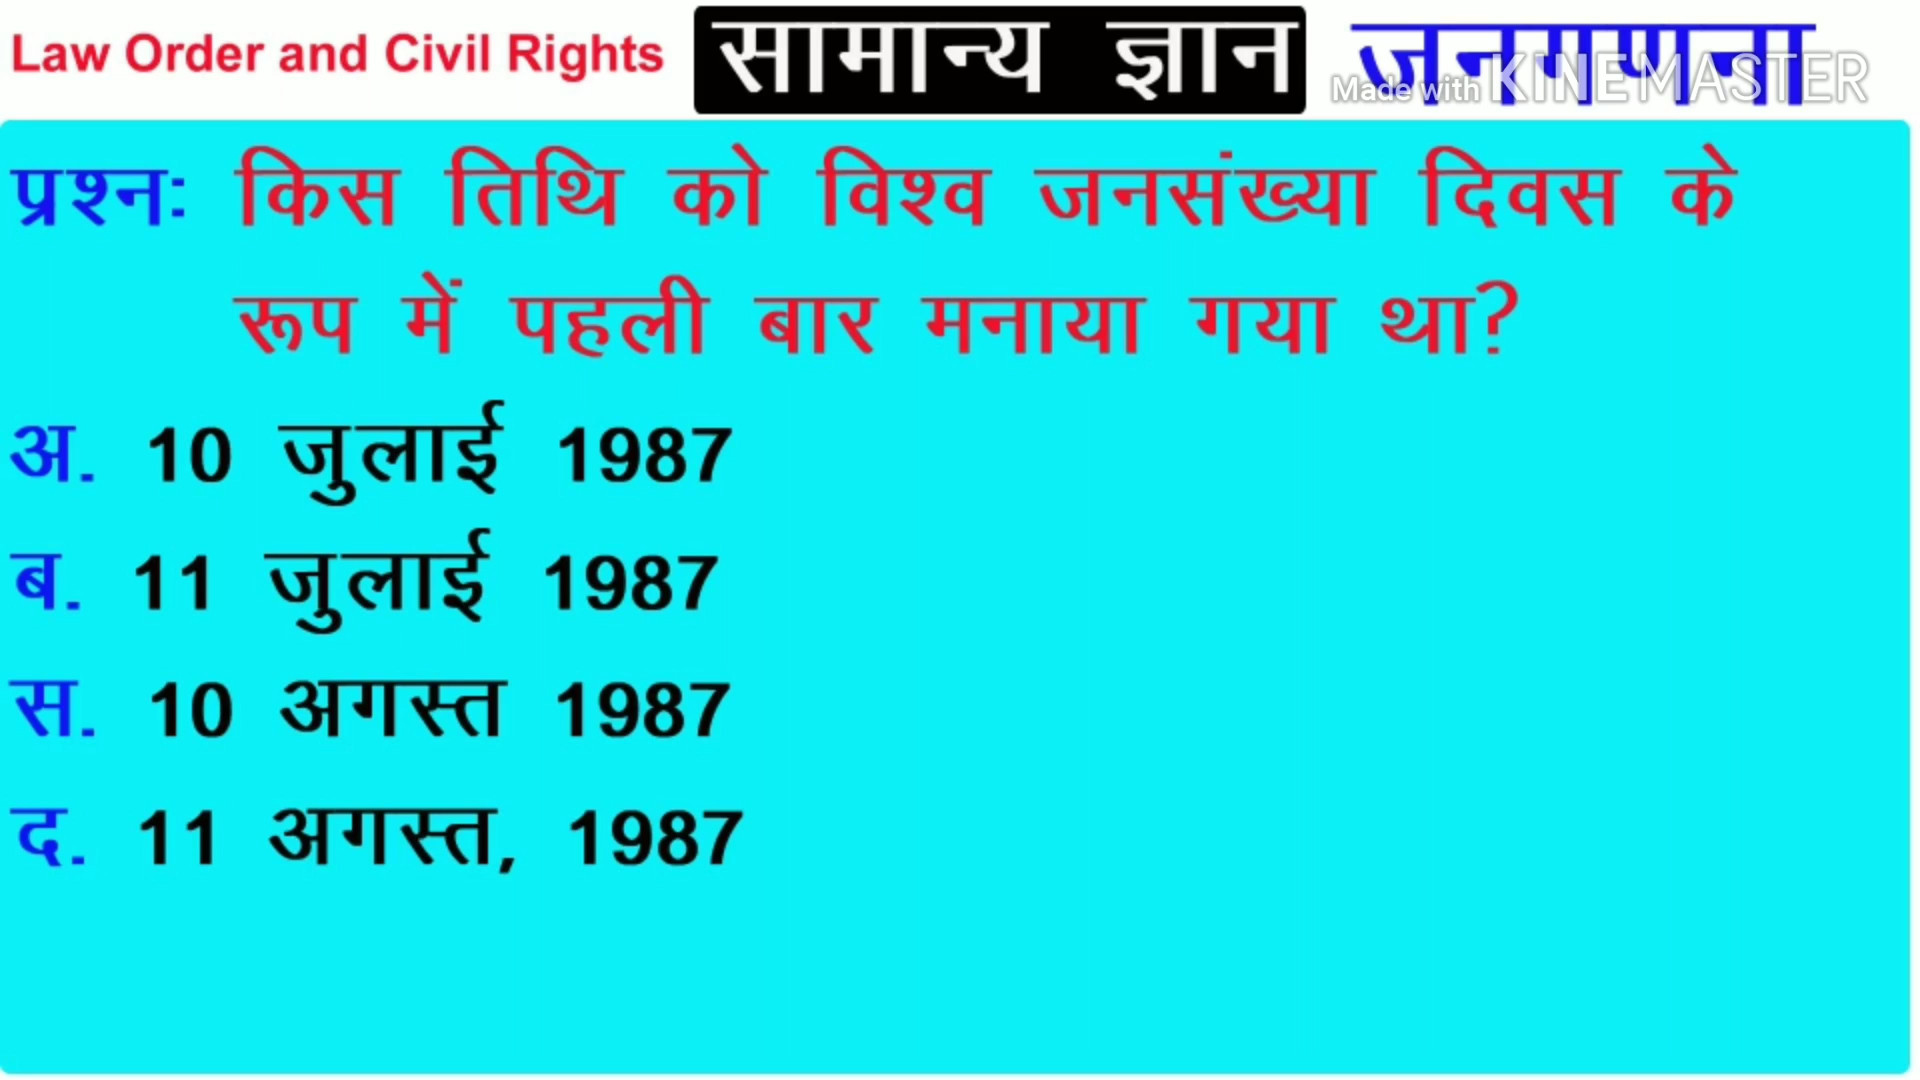 Law Order and Civil Rights सामान्य ज्ञान जनगणना
Made with KINEMASTER
प्रश्न: किस तिथि को विश्व जनसंख्या दिवस के
रूप में पहली बार मनाया गया था?
अ. 10 जुलाई 1987
ब. 11 जुलाई 1987
स. 10 अगस्त 1987
द. 11 अगस्त, 1987